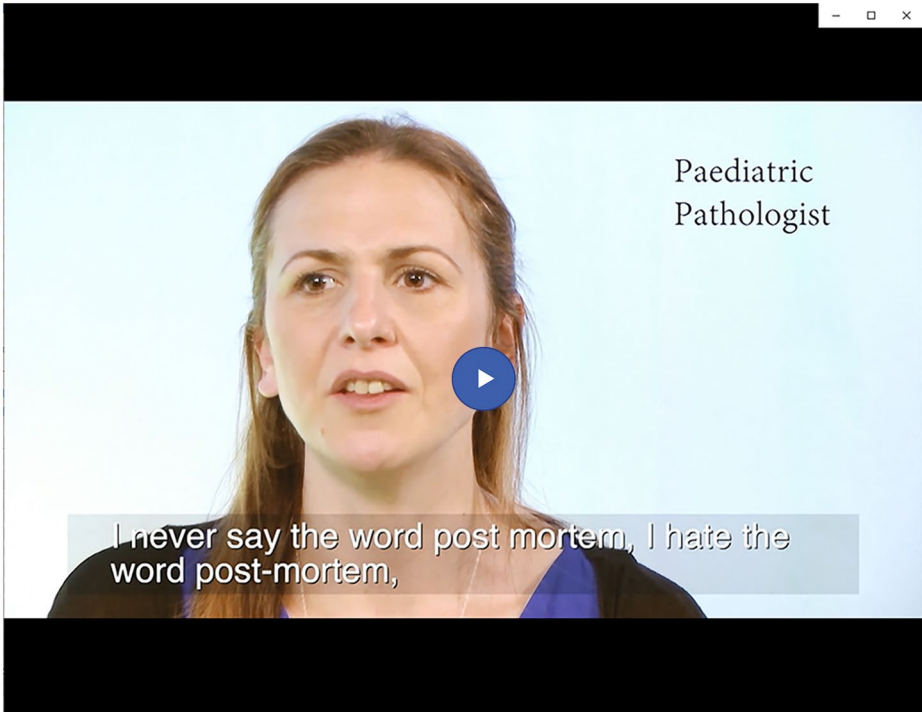 Paediatric
Pathologist
I never say the word post mortem, I hate the
word post-mortem,